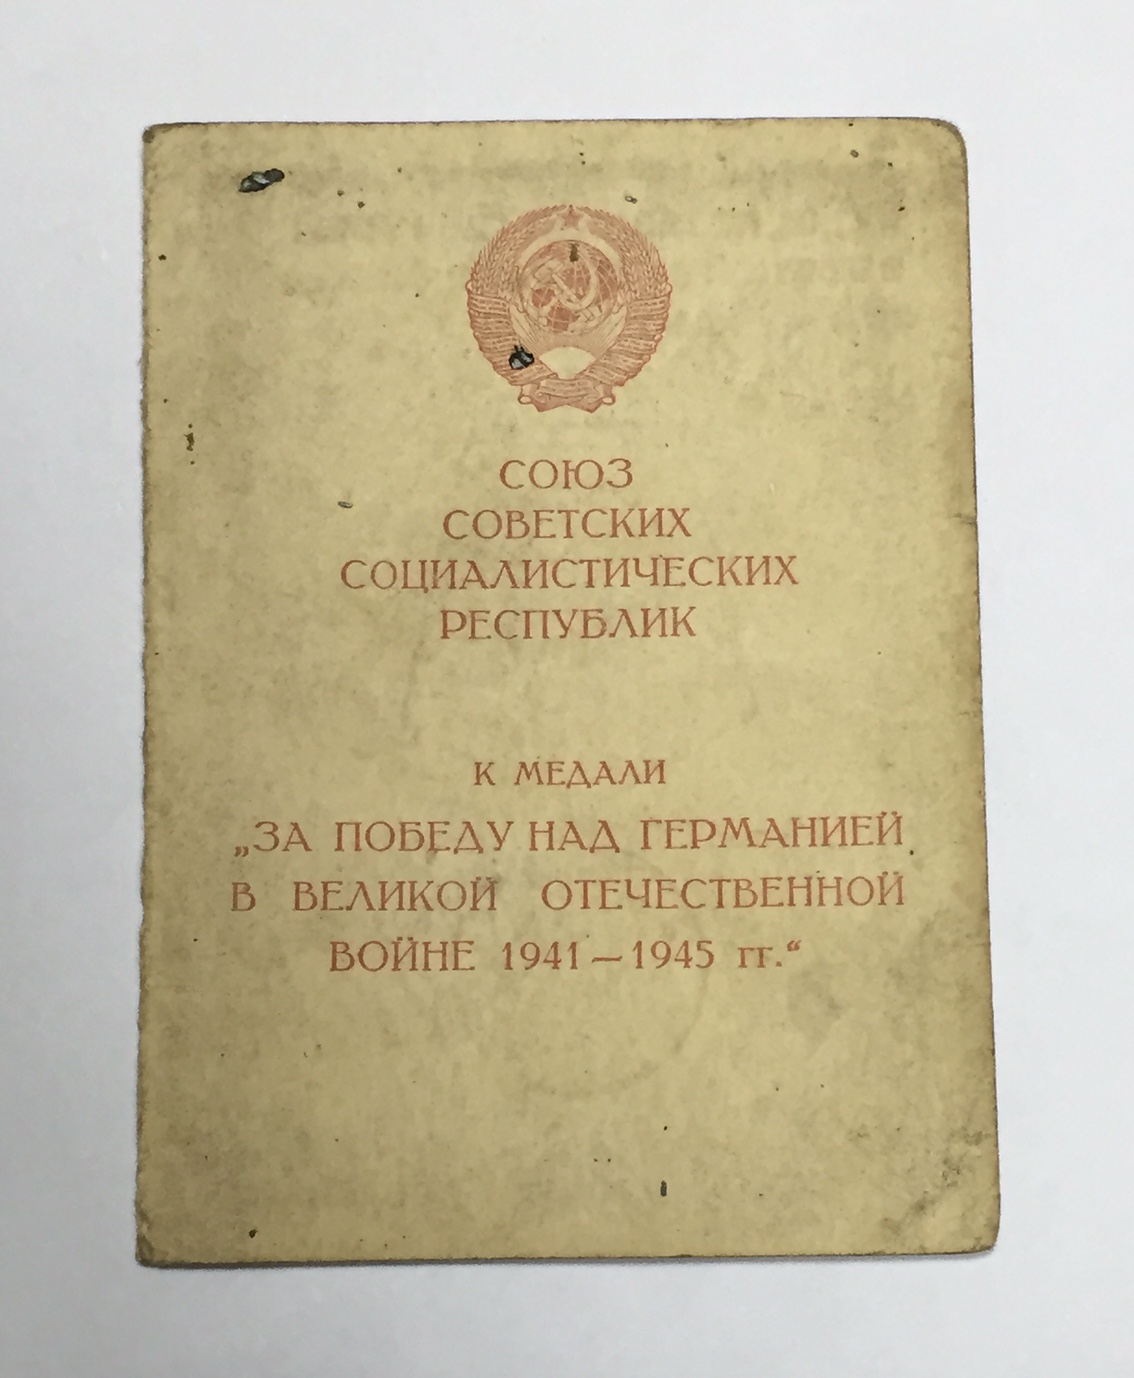 СОЮЗ
СОВЕТСКИХ
СОЦИАЛИСТИЧЕСКИХ
РЕСПУБЛИК
К МЕДАЛИ
„ЗА ПОБЕДУ НАД ГЕРМАНИЕЙ
В ВЕЛИКОЙ ОТЕЧЕСТВЕННОЙ
ВОЙНЕ 1941—1945 гг.“